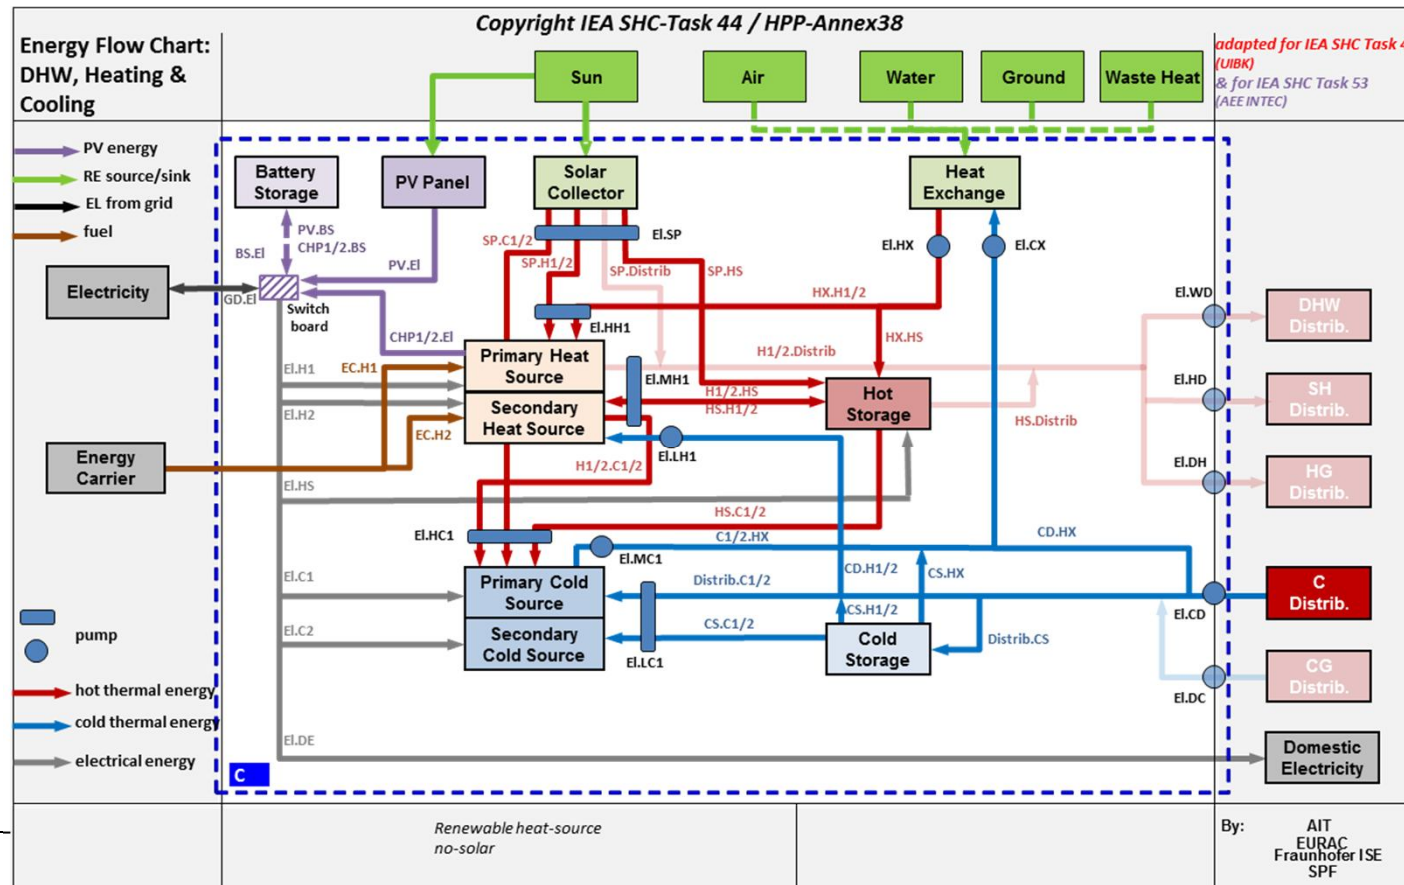 Copyright IEA SHC-Task 44 / HPP-Annex38
Energy Flow Chart:
DHW, Heating &
Cooling
adapted for IEA SHC Task 4
(UIBK)
& for IEA SHC Task 53
(AEE INTEC)
Sun
Air
Water
Ground
Waste Heat
PV energy
RE source/sink
EL from grid
fuel
Battery
Storage
PV Panel
Solar
Collector
Heat
Exchange
PV.BS
CHP1/2.BS
BS.El
PV.El
SP.C1/2
SP.H1/2
El.SP
SP.Distrib
SP.HS
El.HX
El.CX
Electricity
GD.El
Switch
board
HX.H1/2
El.WD
DHW
Distrib.
El.HH1
CHP1/2.El
HX.HS
H1/2.Distrib
Primary Heat
Source
El.H1
EC.H1
El.MH1
El.HD
SH
Distrib.
H1/2.HS
HS.H1/2
Hot
Storage
El.H2
Secondary
Heat Source
EC.H2
HS.Distrib
Energy
Carrier
El.LH1
H1/2.C1/2
El.DH
HG
Distrib.
El.HS
HS.C1/2
El.HC1
C1/2.HX
CD.HX
El.MC1
CD.H1/2
CS.HX
El.C1
Primary Cold
Source
Distrib.C1/2
C
Distrib.
El.CD
CS.H1/2
pump
El.C2
Secondary
Cold Source
CS.C1/2
Cold
Storage
Distrib.CS
El.LC1
CG
Distrib.
El.DC
hot thermal energy
cold thermal energy
electrical energy
El.DE
Domestic
Electricity
C
Renewable heat-source
no-solar
By:
AIT
EURAC
Fraunhofer ISE
SPF